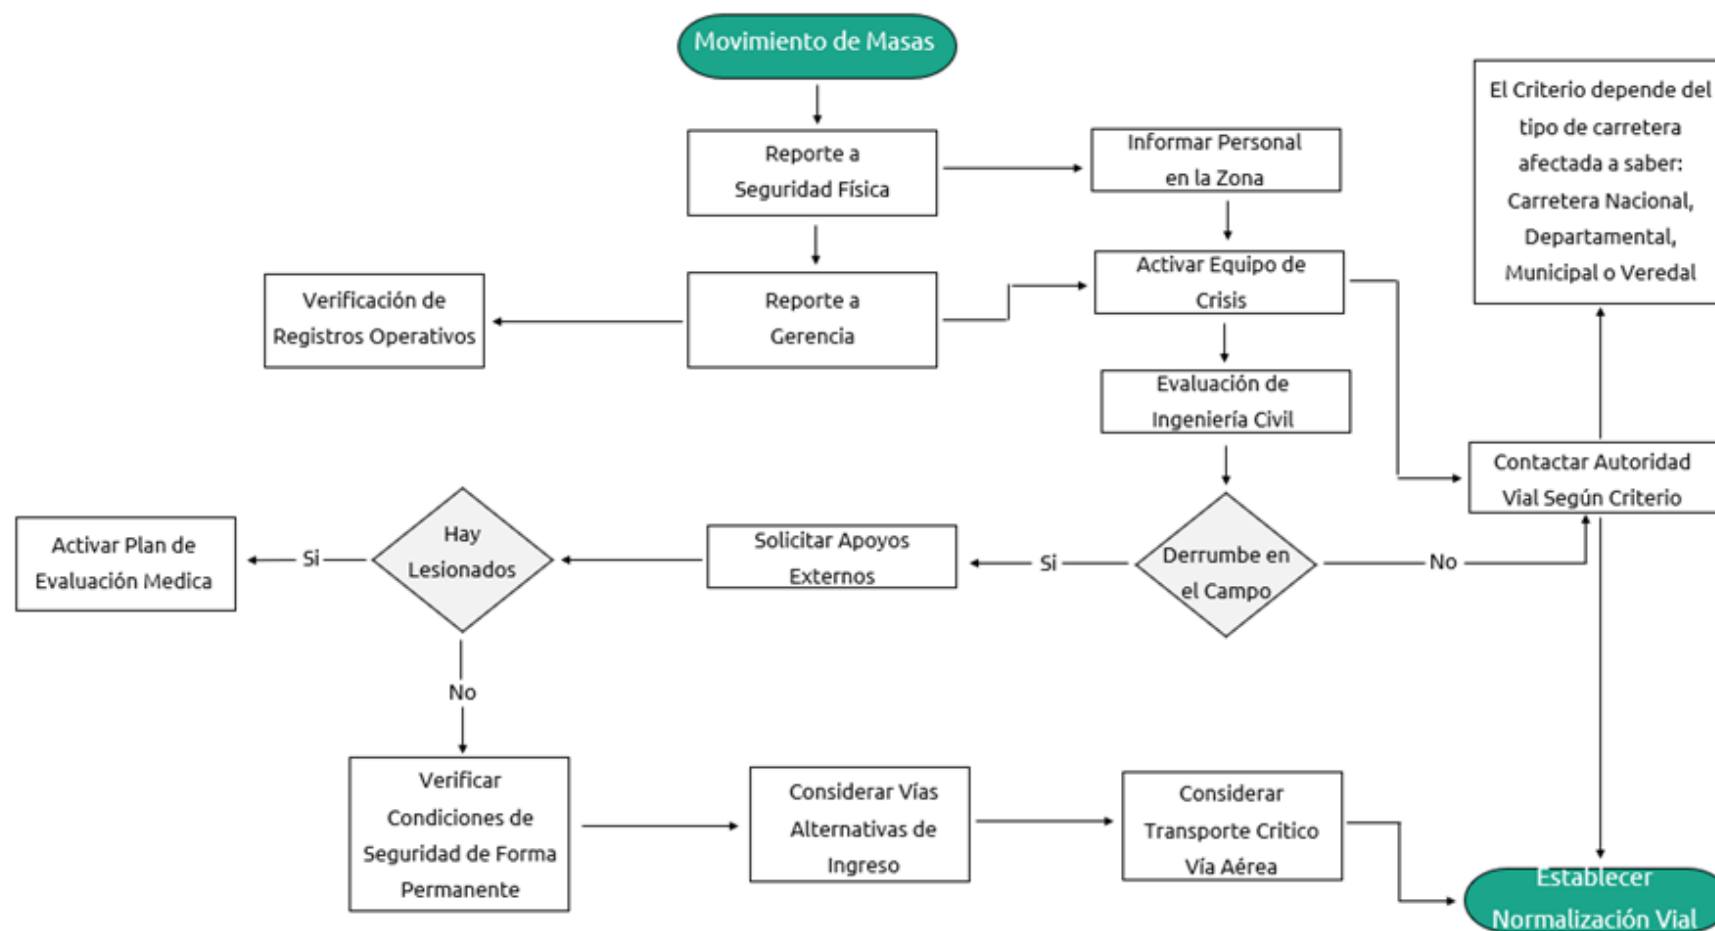 Movimiento de Masas
Reporte a
Seguridad Física
Informar Personal
en la Zona
El Criterio depende del
tipo de carretera
afectada a saber:
Carretera Nacional,
Departamental,
Municipal o Veredal
Verificación de
Registros Operativos
Reporte a
Gerencia
Activar Equipo de
Crisis
Evaluación de
Ingeniería Civil
Contactar Autoridad
Vial Según Criterio
Activar Plan de
Evaluación Medica
Si
Hay
Lesionados
Solicitar Apoyos
Externos
Si
Derrumbe en
el Campo
No
No
Verificar
Condiciones de
Seguridad de Forma
Permanente
Considerar Vías
Alternativas de
Ingreso
Considerar
Transporte Critico
Vía Aérea
Establecer
Normalización Vial